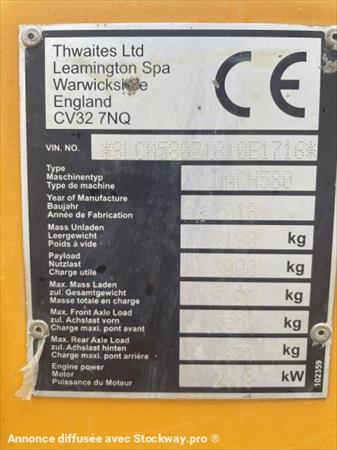 Thwaites Ltd
Leamington Spa
Warwickshire
England
CV32 7NQ
CE
VIN. NO.
Type
Maschinentyp
Type de machine
MACH580
Year of Manufacture
Baujahr
Année de Fabrication
2018
Mass Unladen
Leergewicht
Poids à vide
kg
Payload
Nutzlast
Charge utile
kg
Max. Mass Laden
zul. Gesamtgewicht
Masse totale en charge
kg
Max. Front Axle Load
zul. Achslast vorn
Charge maxi. pont avant
kg
Max. Rear Axle Load
zul. Achslast hinten
Charge maxi. pont arrière
kg
Engine power
Motor
Puissance du Moteur
kW
102359
Annonce diffusée avec Stockway.pro ®